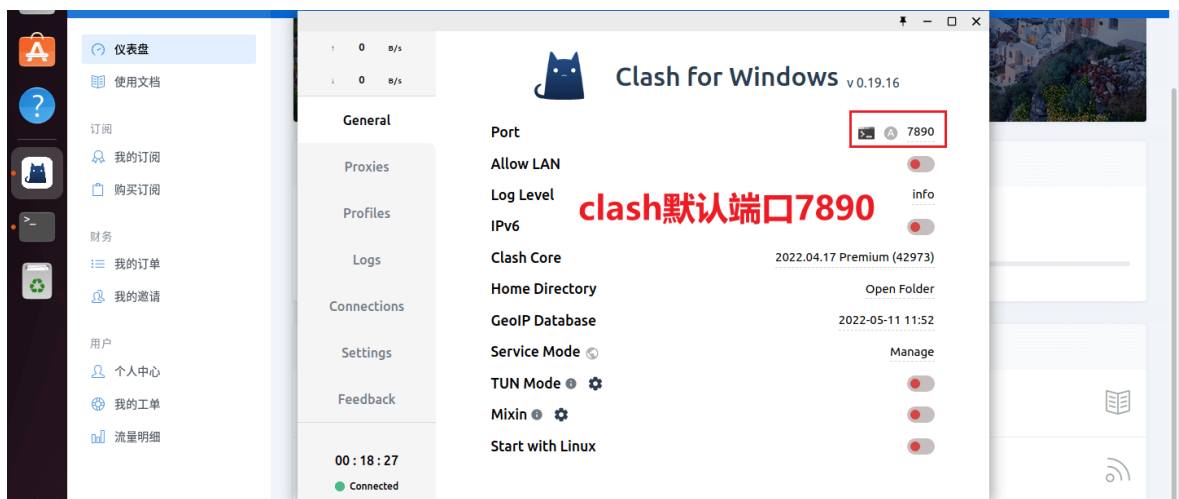 仪表盘
使用文档
订阅
我的订阅
购买订阅
财务
我的订单
我的邀请
用户
个人中心
我的工单
流量明细
↑ 0 B/s
↓ 0 B/s
General
Proxies
Profiles
Logs
Connections
Settings
Feedback
00 : 18 : 27
Connected
Clash for Windows v 0.19.16
Port A 7890
Allow LAN
Log Level info
clash默认端口7890
IPv6
Clash Core 2022.04.17 Premium (42973)
Home Directory Open Folder
GeoIP Database 2022-05-11 11:52
Service Mode Manage
TUN Mode
Mixin
Start with Linux